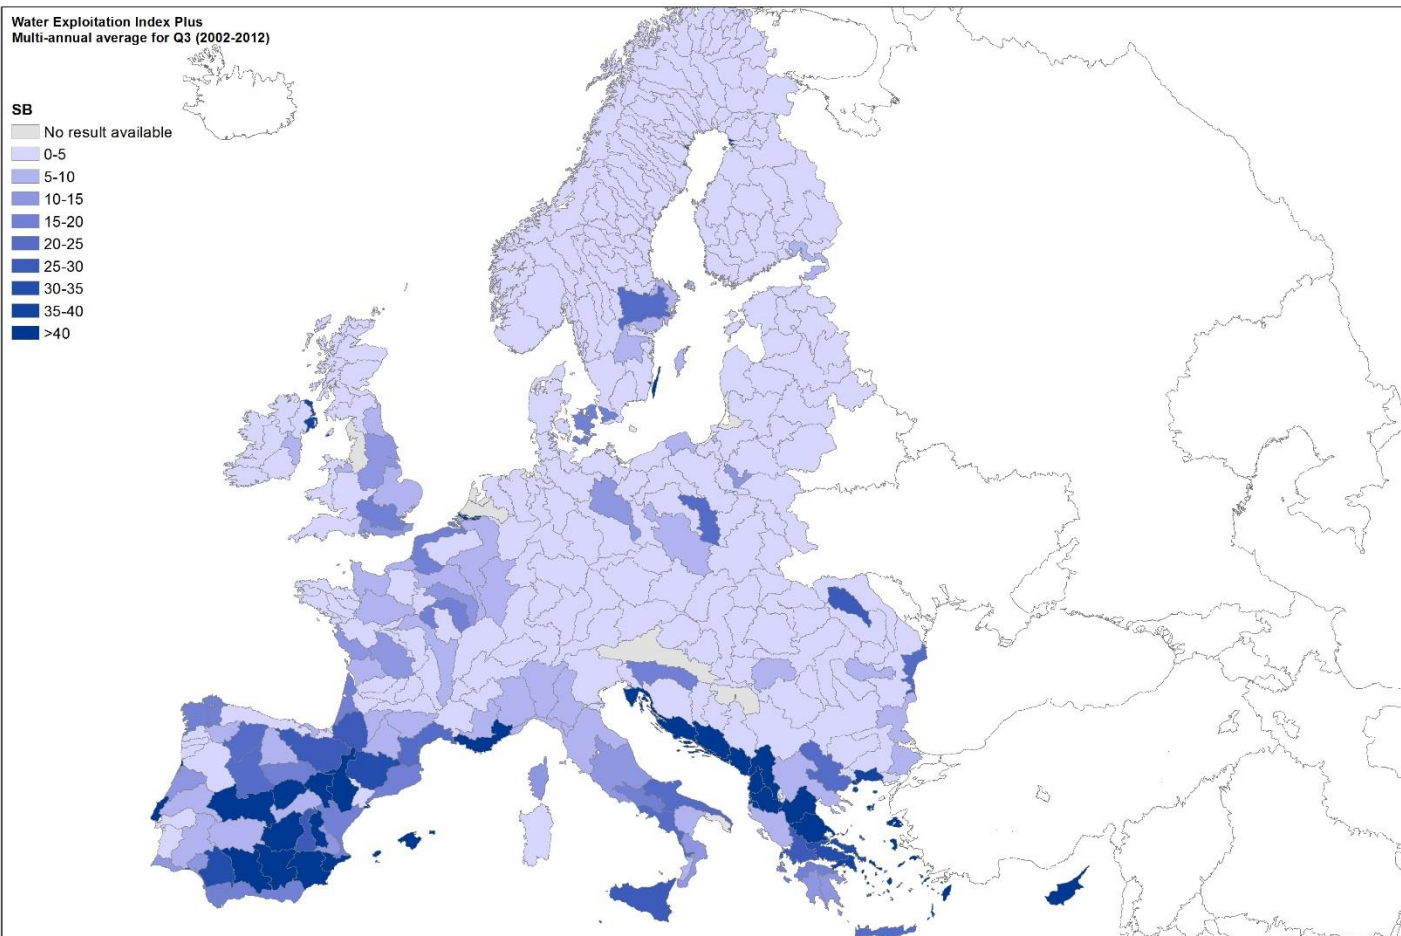 Water Exploitation Index Plus
Multi-annual average for Q3 (2002-2012)
SB
No result available
0-5
5-10
10-15
15-20
20-25
25-30
30-35
35-40
>40